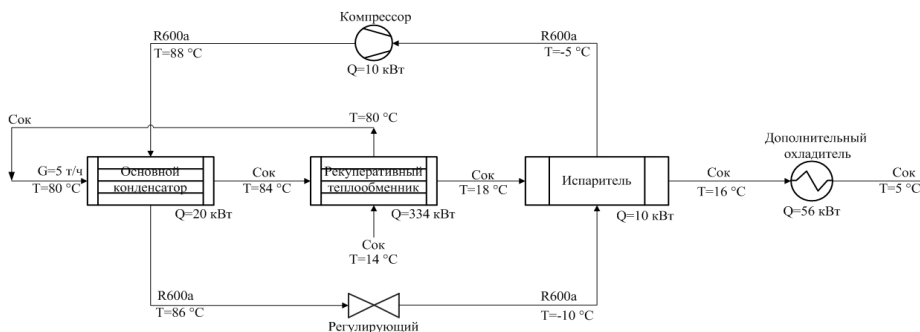 Компрессор
R600a
T=88 °C
R600a
T=-5 °C
Q=10 кВт
Сок
T=80 °C
Дополнительный
охладитель
G=5 т/ч
T=80 °C
Основной
конденсатор
Сок
T=84 °C
Рекуперативный
теплообменник
Сок
T=18 °C
Испаритель
Сок
T=16 °C
Сок
T=5 °C
Q=20 кВт
Q=334 кВт
Q=10 кВт
Q=56 кВт
Сок
T=14 °C
R600a
T=86 °C
R600a
T=-10 °C
Регулирующий